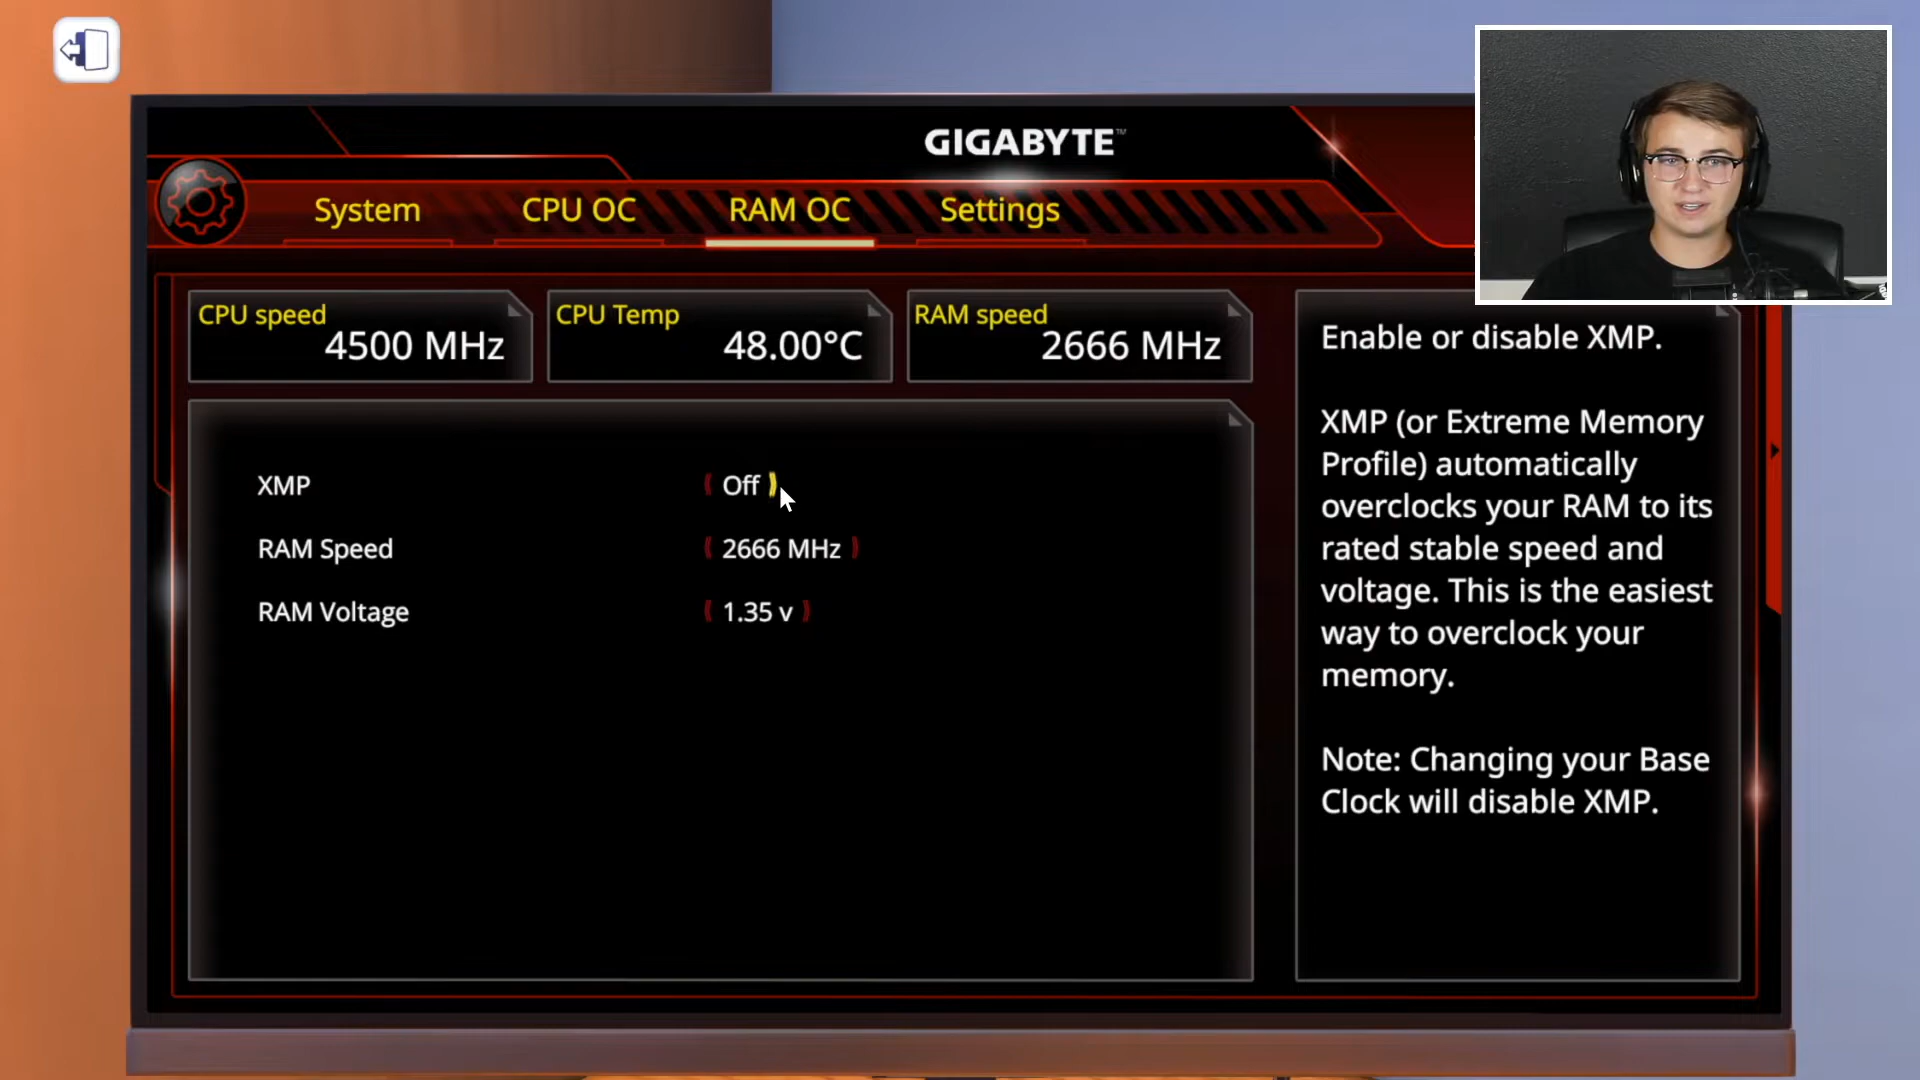 GIGABYTE™
System CPU OC RAM OC Settings
CPU speed
4500 MHz
CPU Temp
48.00°C
RAM speed
2666 MHz
XMP Off
RAM Speed 2666 MHz
RAM Voltage 1.35 v
Enable or disable XMP.
XMP (or Extreme Memory
Profile) automatically
overclocks your RAM to its
rated stable speed and
voltage. This is the easiest
way to overclock your
memory.
Note: Changing your Base
Clock will disable XMP.